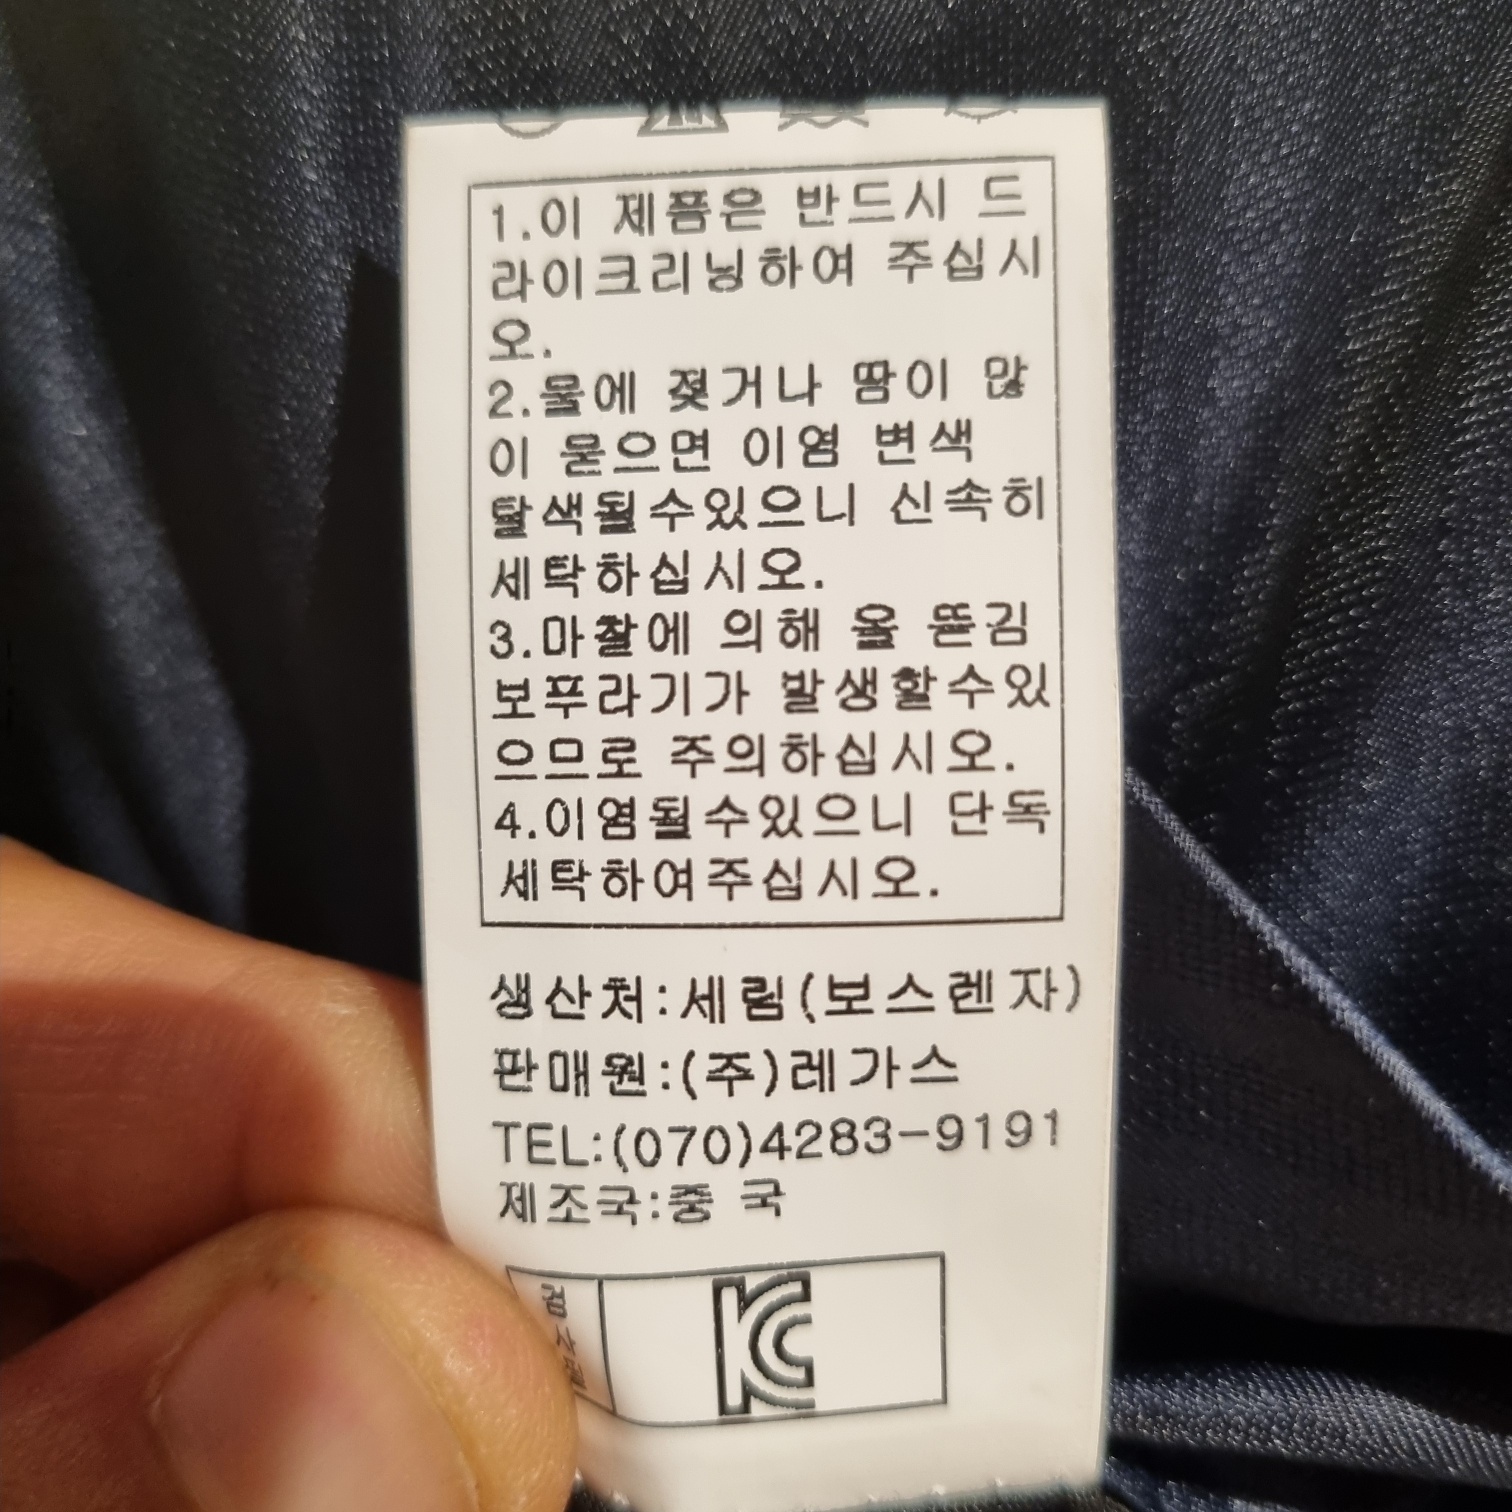 1.이 제품은 반드시 드
라이크리닝하여 주십시
오.
2.물에 젖거나 땀이 많
이 묻으면 이염 변색
탈색될수있으니 신속히
세탁하십시오.
3.마찰에 의해 올 뜯김
보푸라기가 발생할수있
으므로 주의하십시오.
4.이염될수있으니 단독
세탁하여주십시오.
생산처:세림(보스렌자)
판매원:(주)레가스
TEL:(070)4283-9191
제조국:중 국
KC